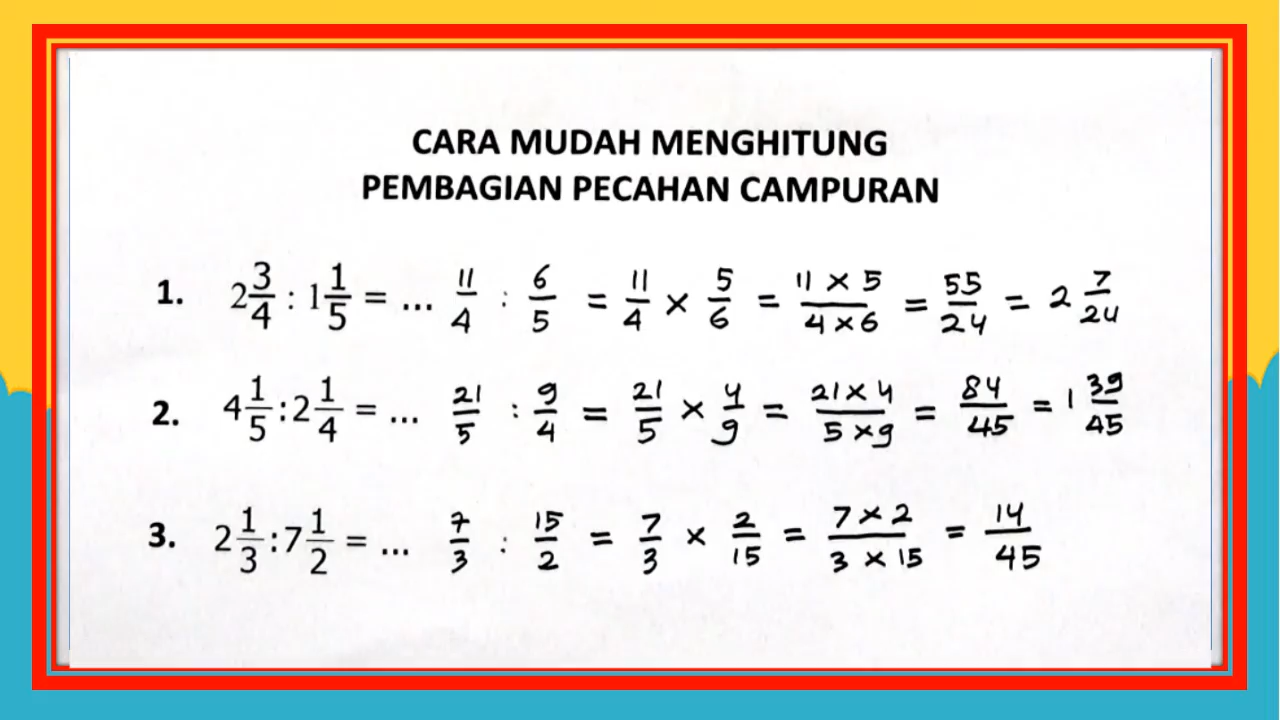 CARA MUDAH MENGHITUNG
PEMBAGIAN PECAHAN CAMPURAN
1. 2 3/4 : 1 1/5 = ... 11/4 : 6/5 = 11/4 × 5/6 = 11 × 5/4 × 6 = 55/24 = 2 7/24
2. 4 1/5 : 2 1/4 = ... 21/5 : 9/4 = 21/5 × 4/9 = 21 × 4/5 × 9 = 84/45 = 1 39/45
3. 2 1/3 : 7 1/2 = ... 7/3 : 15/2 = 7/3 × 2/15 = 7 × 2/3 × 15 = 14/45